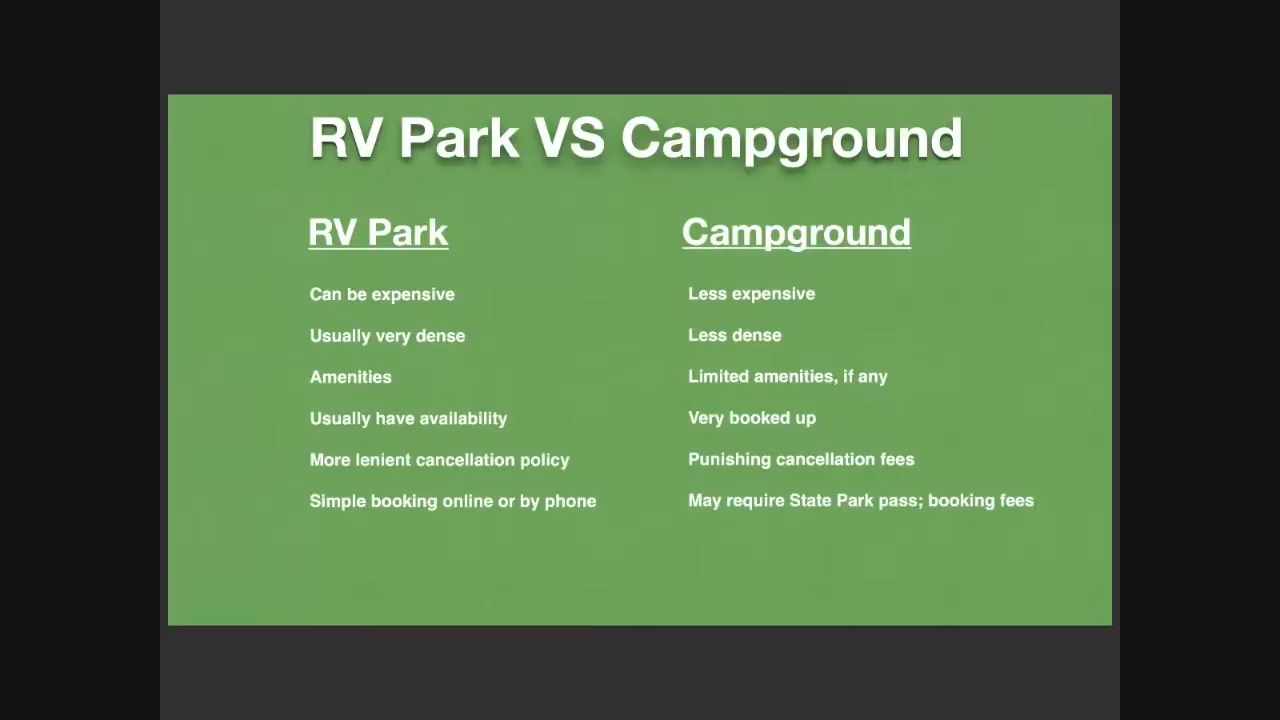 RV Park VS Campground
RV Park
Can be expensive
Usually very dense
Amenities
Usually have availability
More lenient cancellation policy
Simple booking online or by phone
Campground
Less expensive
Less dense
Limited amenities, if any
Very booked up
Punishing cancellation fees
May require State Park pass; booking fees